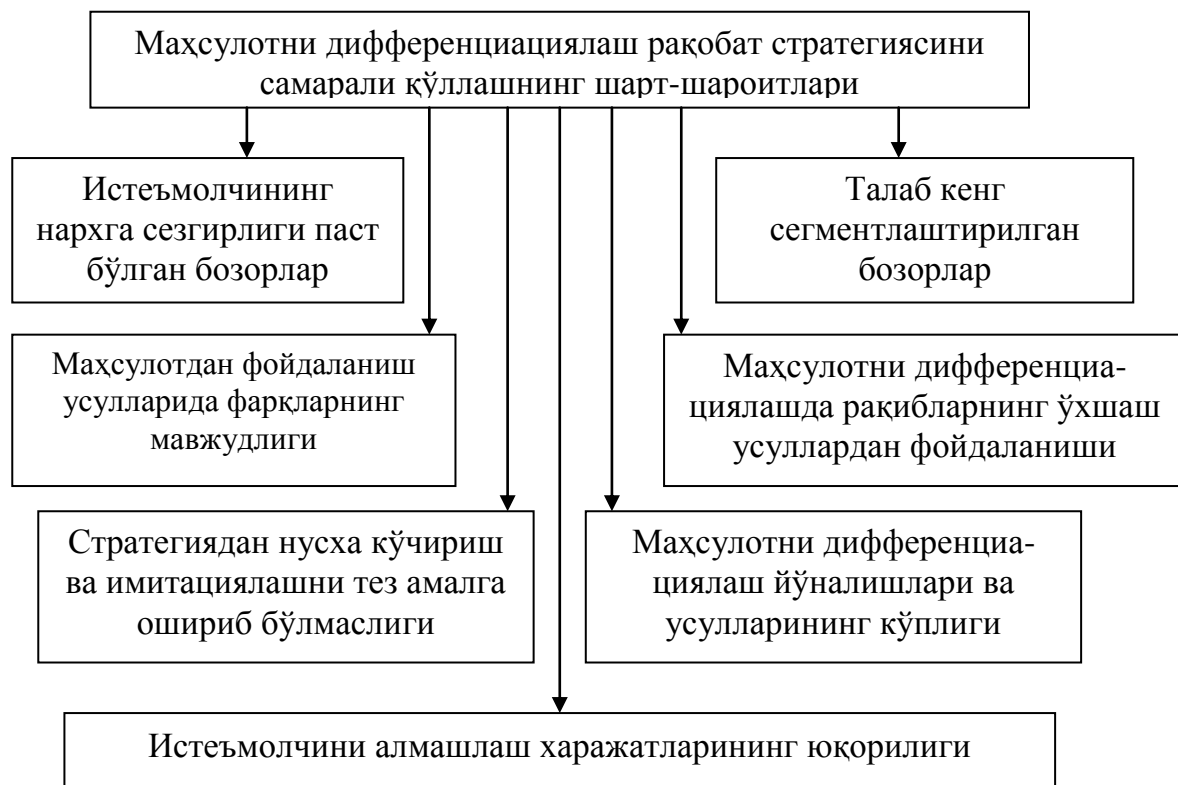 Маҳсулотни дифференциациялаш рақобат стратегиясини
самарали қўллашнинг шарт-шароитлари
Истеъмолчининг
нархга сезгирлиги паст
бўлган бозорлар
Талаб кенг
сегментлаштирилган
бозорлар
Маҳсулотдан фойдаланиш
усулларида фарқларнинг
мавжудлиги
Маҳсулотни дифференциа-
циялашда рақибларнинг ўхшаш
усуллардан фойдаланиши
Стратегиядан нусха кўчириш
ва имитациялашни тез амалга
ошириб бўлмаслиги
Маҳсулотни дифференциа-
циялаш йўналишлари ва
усулларининг кўплиги
Истеъмолчини алмашлаш харажатларининг юқорилиги